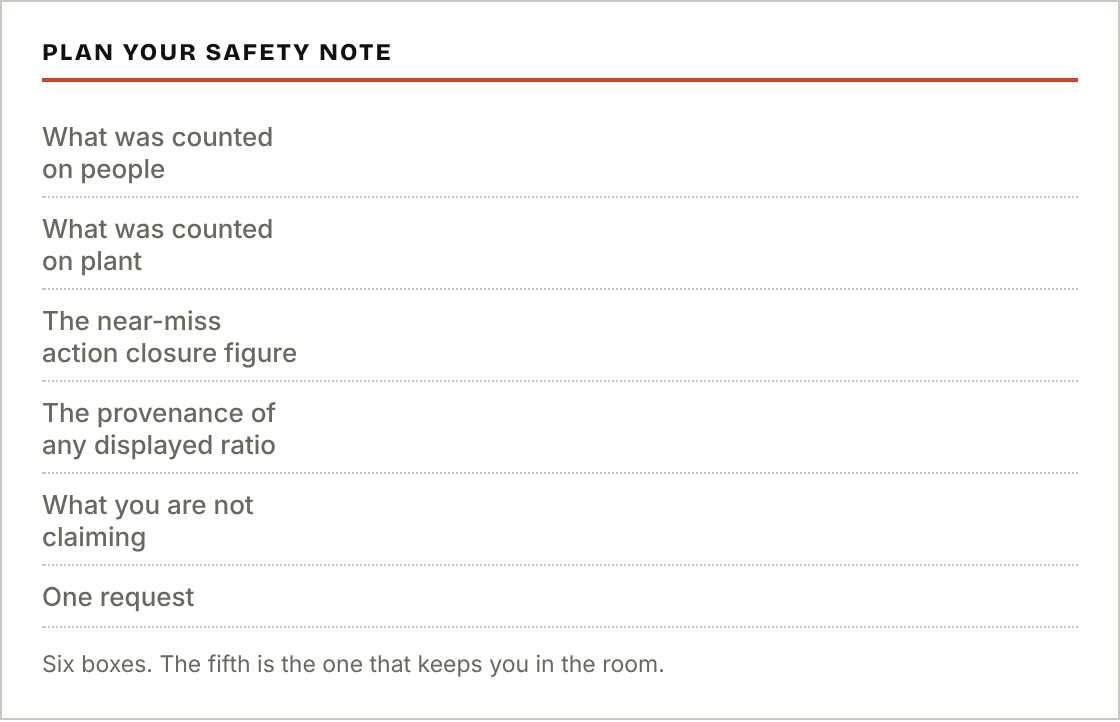 PLAN YOUR SAFETY NOTE
What was counted
on people
What was counted
on plant
The near-miss
action closure figure
The provenance of
any displayed ratio
What you are not
claiming
One request
Six boxes. The fifth is the one that keeps you in the room.